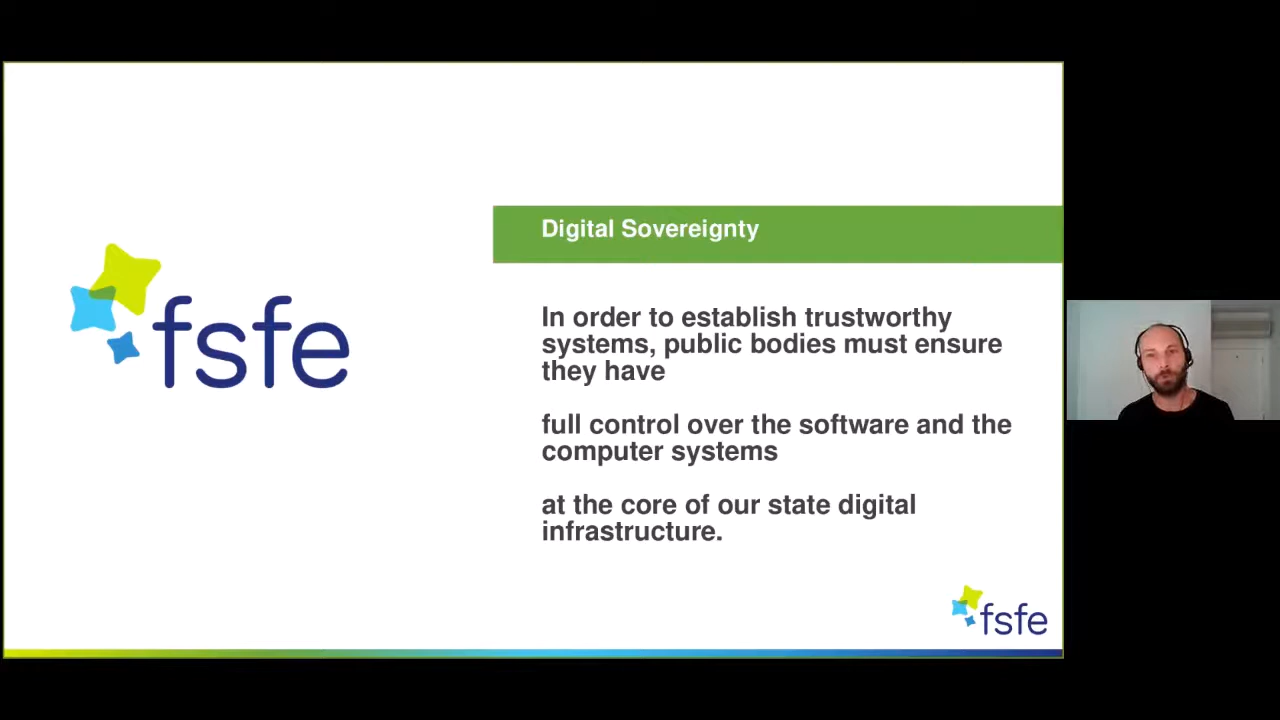 fsfe
Digital Sovereignty
In order to establish trustworthy
systems, public bodies must ensure
they have
full control over the software and the
computer systems
at the core of our state digital
infrastructure.
fsfe